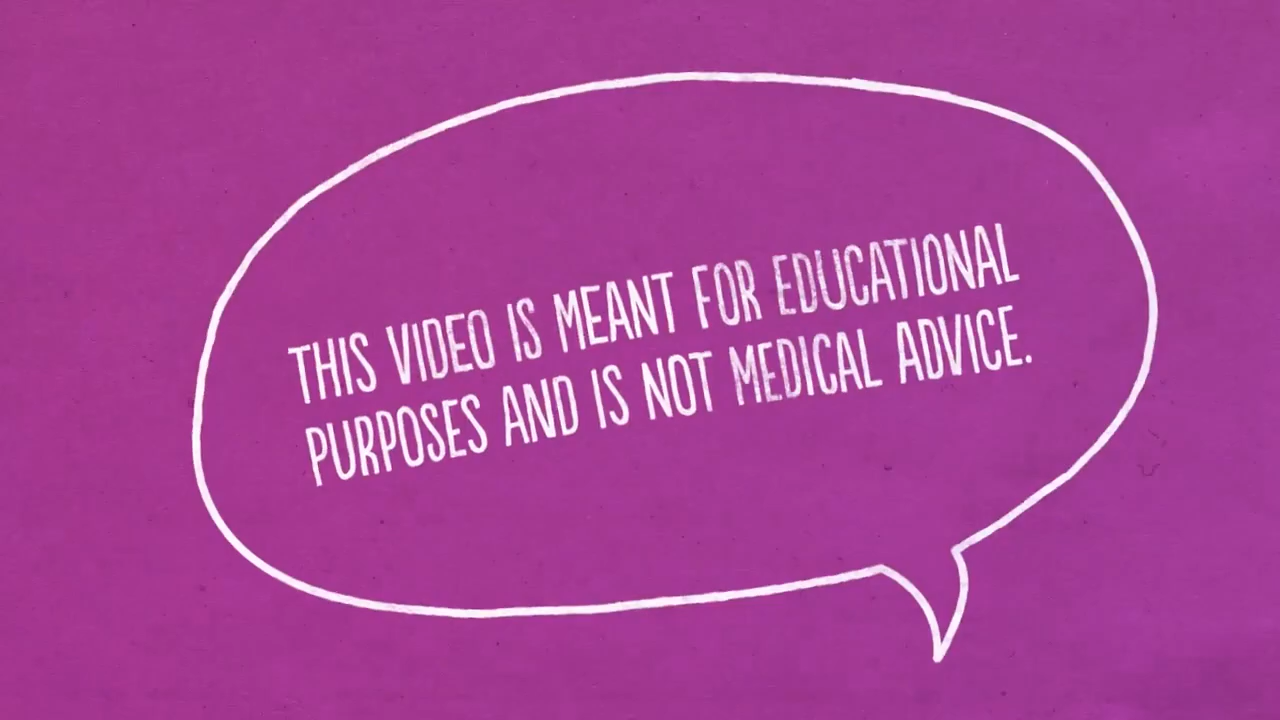 THIS VIDEO IS MEANT FOR EDUCATIONAL
PURPOSES AND IS NOT MEDICAL ADVICE.